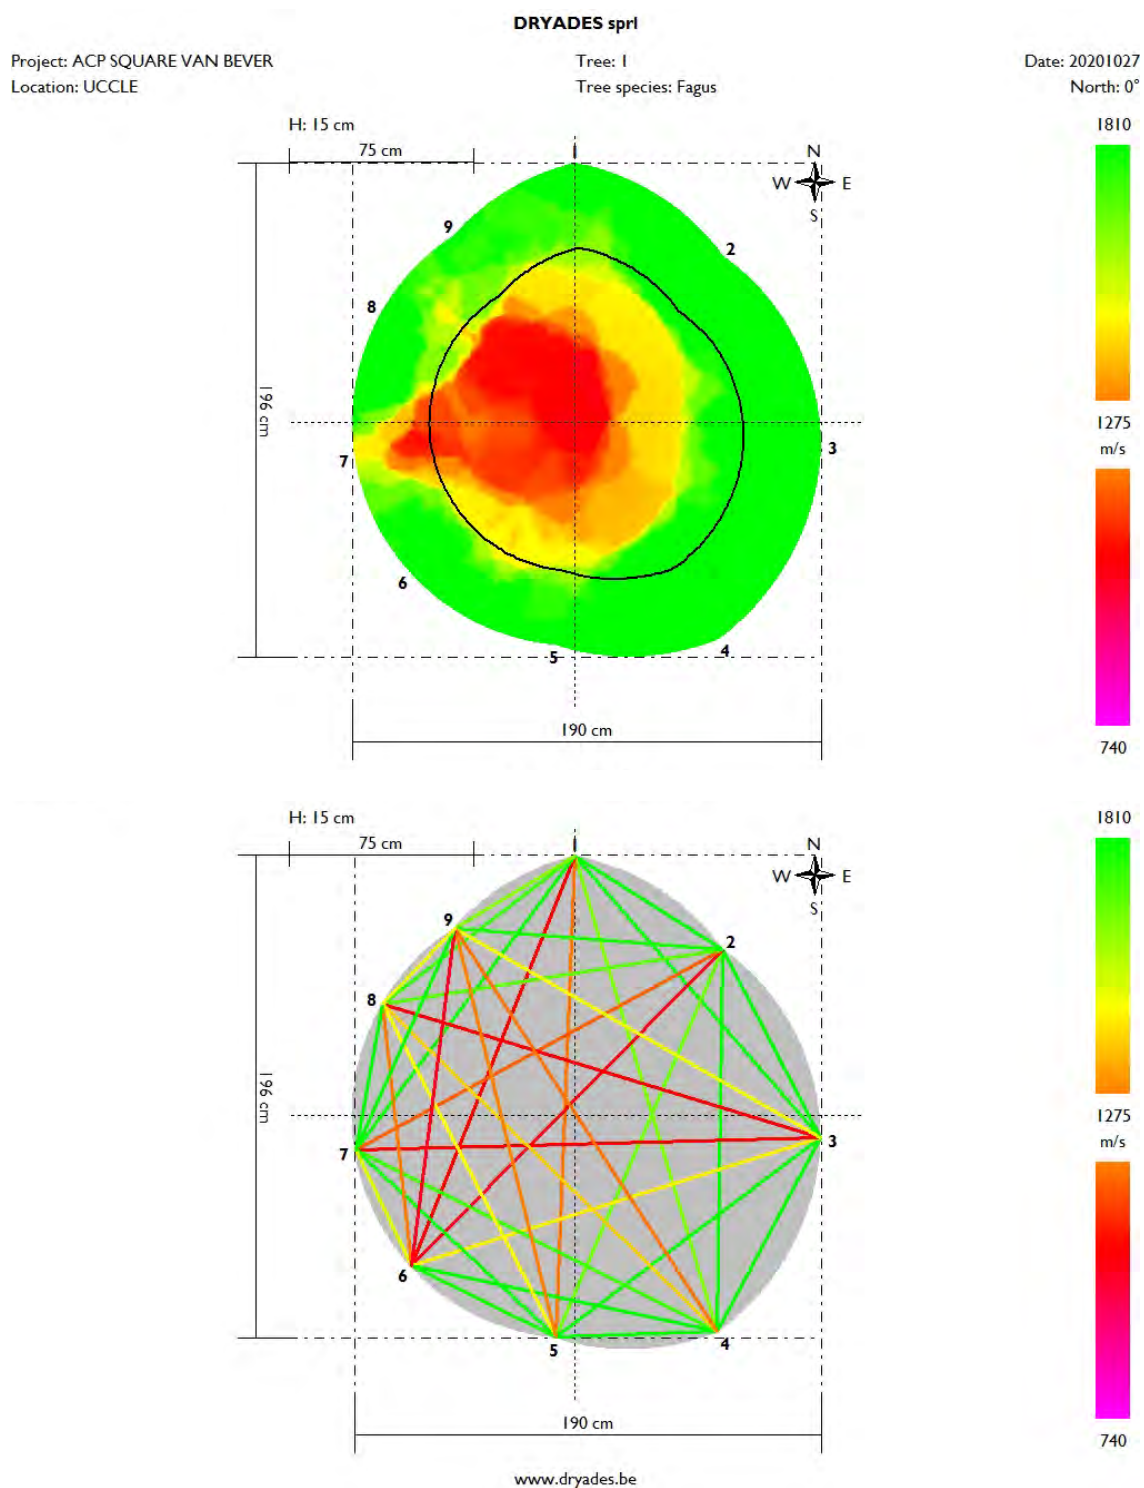 DRYADES sprl
Project: ACP SQUARE VAN BEVER
Tree: 1
Date: 20201027
Location: UCCLE
Tree species: Fagus
North: 0°
H: 15 cm
75 cm
1
N
W E
S
1810
9
2
8
196 cm
1275
m/s
3
7
6
5
4
190 cm
740
H: 15 cm
75 cm
1
N
W E
S
1810
9
2
8
196 cm
1275
m/s
3
7
6
5
4
190 cm
740
www.dryades.be